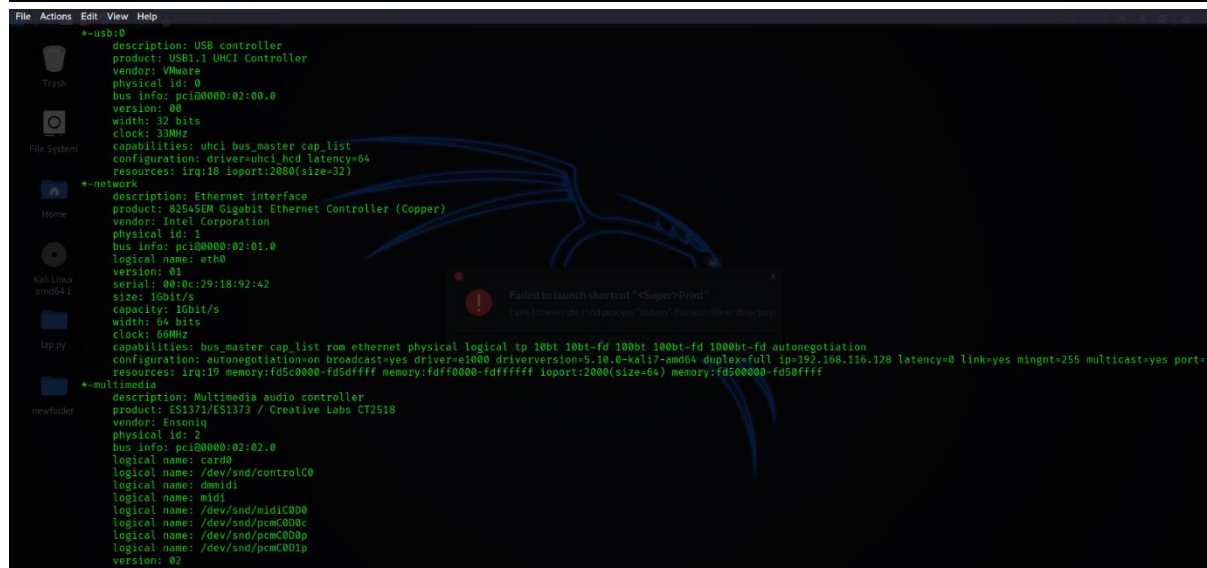 File Actions Edit View Help
*-usb:0
description: USB controller
product: USB1.1 UHCI Controller
vendor: VMware
physical id: 0
bus info: pci@0000:02:00.0
version: 00
width: 32 bits
clock: 33MHz
capabilities: uhci bus_master cap_list
configuration: driver=uhci_hcd latency=64
resources: irq:18 ioport:2080(size=32)
*-network
description: Ethernet interface
product: 82545EM Gigabit Ethernet Controller (Copper)
vendor: Intel Corporation
physical id: 1
bus info: pci@0000:02:01.0
logical name: eth0
version: 01
serial: 00:0c:29:18:92:42
size: 1Gbit/s
capacity: 1Gbit/s
width: 64 bits
clock: 66MHz
capabilities: bus_master cap_list rom ethernet physical logical tp 10bt 10bt-fd 100bt 100bt-fd 1000bt-fd autonegotiation
configuration: autonegotiation=on broadcast=yes driver=e1000 driverversion=5.10.0-kali7-amd64 duplex=full ip=192.168.116.128 latency=0 link=yes mingnt=255 multicast=yes port=
resources: irq:19 memory:fd5c0000-fd5dffff memory:fdff0000-fdffffff ioport:2000(size=64) memory:fd500000-fd50ffff
*-multimedia
description: Multimedia audio controller
product: ES1371/ES1373 / Creative Labs CT2518
vendor: Ensoniq
physical id: 2
bus info: pci@0000:02:02.0
logical name: card0
logical name: /dev/snd/controlC0
logical name: dmmidi
logical name: midi
logical name: /dev/snd/midiC0D0
logical name: /dev/snd/pcmC0D0c
logical name: /dev/snd/pcmC0D0p
logical name: /dev/snd/pcmC0D1p
version: 02
Trash
File System
Home
Kali Linux
amd64 1
lap.py
newfolder
Failed to launch shortcut "<Super>Print"
Failed to execute child process (No such file or directory)